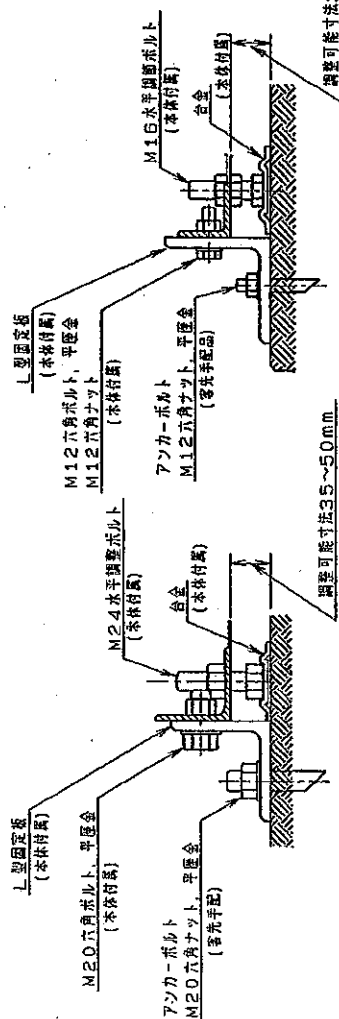 L型固定板
(本体付属)
M20六角ボルト、平座金
(本体付属)
アンカーボルト
M20六角ナット、平座金
(客先手配)
M24水平調整ボルト
(本体付属)
台金
(本体付属)
調整可能寸法35~50mm
L型固定板
(本体付属)
M12六角ボルト、平座金
M12六角ナット
(本体付属)
アンカーボルト
M12六角ナット、平座金
(客先手配品)
M16水平調節ボルト
(本体付属)
台金
(本体付属)
調整可能寸法